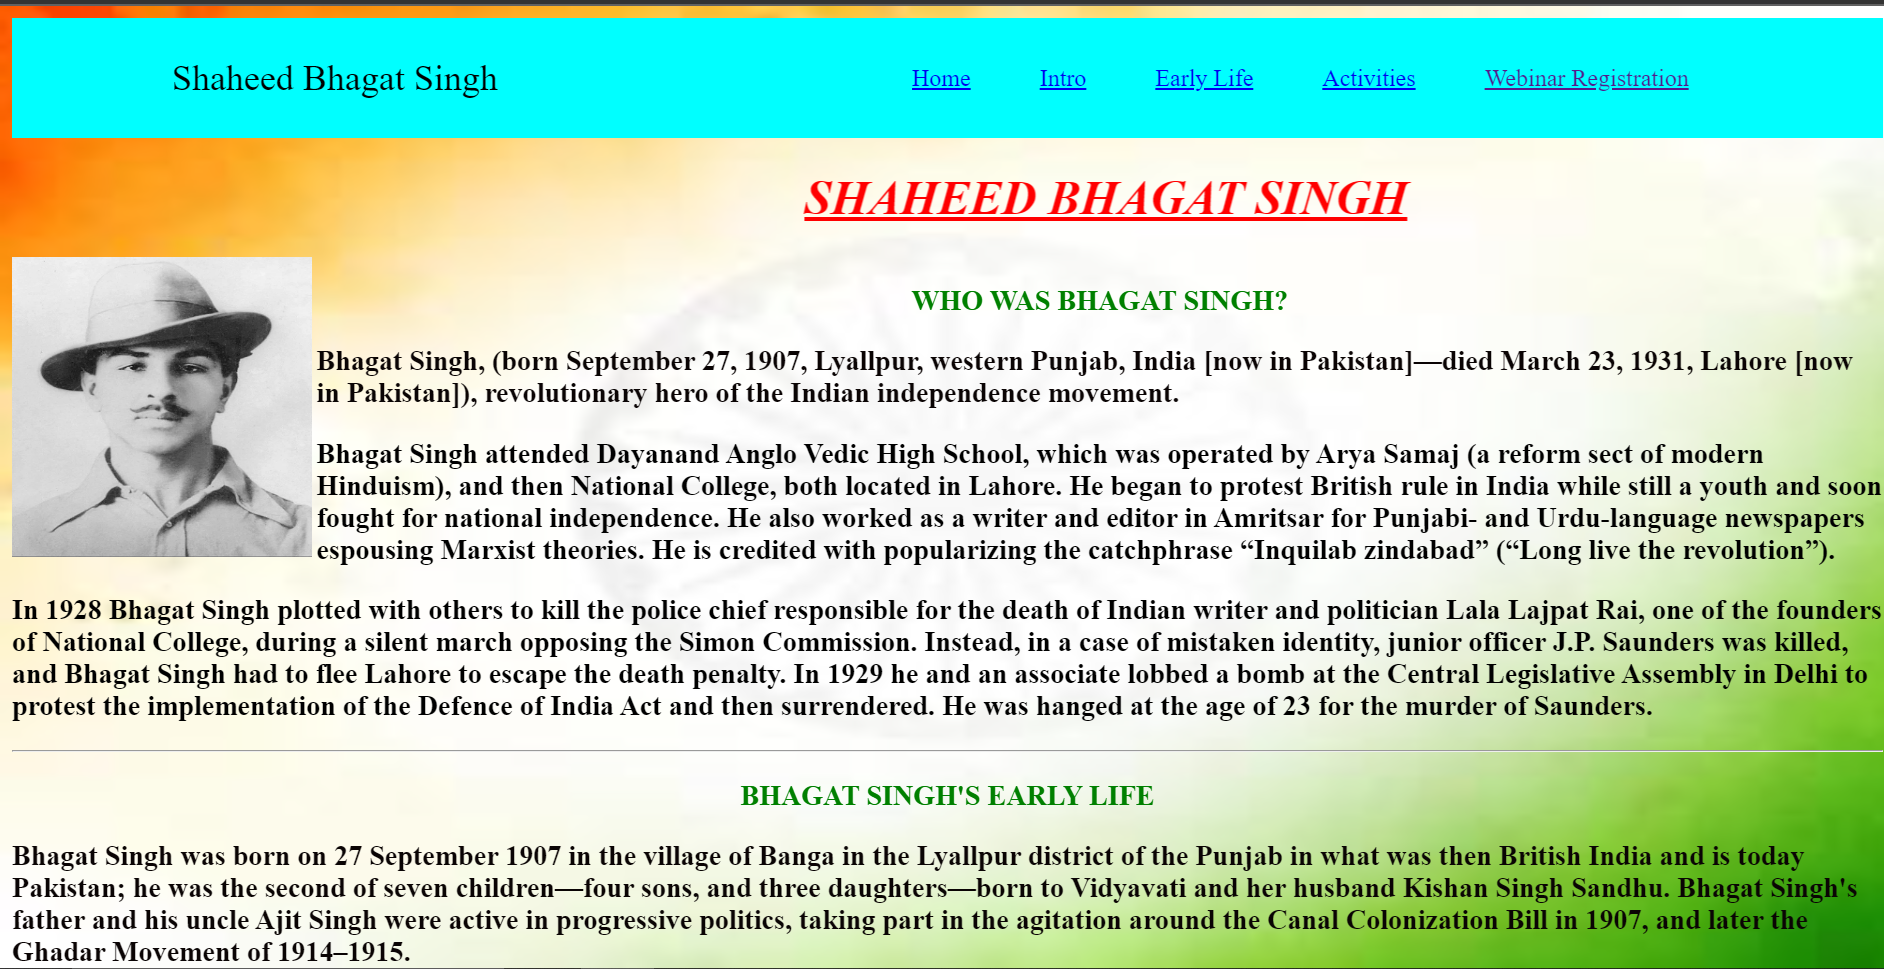 Shaheed Bhagat Singh
Home Intro Early Life Activities Webinar Registration
SHAHEED BHAGAT SINGH
WHO WAS BHAGAT SINGH?
Bhagat Singh, (born September 27, 1907, Lyallpur, western Punjab, India [now in Pakistan]—died March 23, 1931, Lahore [now
in Pakistan]), revolutionary hero of the Indian independence movement.
Bhagat Singh attended Dayanand Anglo Vedic High School, which was operated by Arya Samaj (a reform sect of modern
Hinduism), and then National College, both located in Lahore. He began to protest British rule in India while still a youth and soon
fought for national independence. He also worked as a writer and editor in Amritsar for Punjabi- and Urdu-language newspapers
espousing Marxist theories. He is credited with popularizing the catchphrase “Inquilab zindabad” (“Long live the revolution”).
In 1928 Bhagat Singh plotted with others to kill the police chief responsible for the death of Indian writer and politician Lala Lajpat Rai, one of the founders
of National College, during a silent march opposing the Simon Commission. Instead, in a case of mistaken identity, junior officer J.P. Saunders was killed,
and Bhagat Singh had to flee Lahore to escape the death penalty. In 1929 he and an associate lobbed a bomb at the Central Legislative Assembly in Delhi to
protest the implementation of the Defence of India Act and then surrendered. He was hanged at the age of 23 for the murder of Saunders.
BHAGAT SINGH'S EARLY LIFE
Bhagat Singh was born on 27 September 1907 in the village of Banga in the Lyallpur district of the Punjab in what was then British India and is today
Pakistan; he was the second of seven children—four sons, and three daughters—born to Vidyavati and her husband Kishan Singh Sandhu. Bhagat Singh's
father and his uncle Ajit Singh were active in progressive politics, taking part in the agitation around the Canal Colonization Bill in 1907, and later the
Ghadar Movement of 1914–1915.